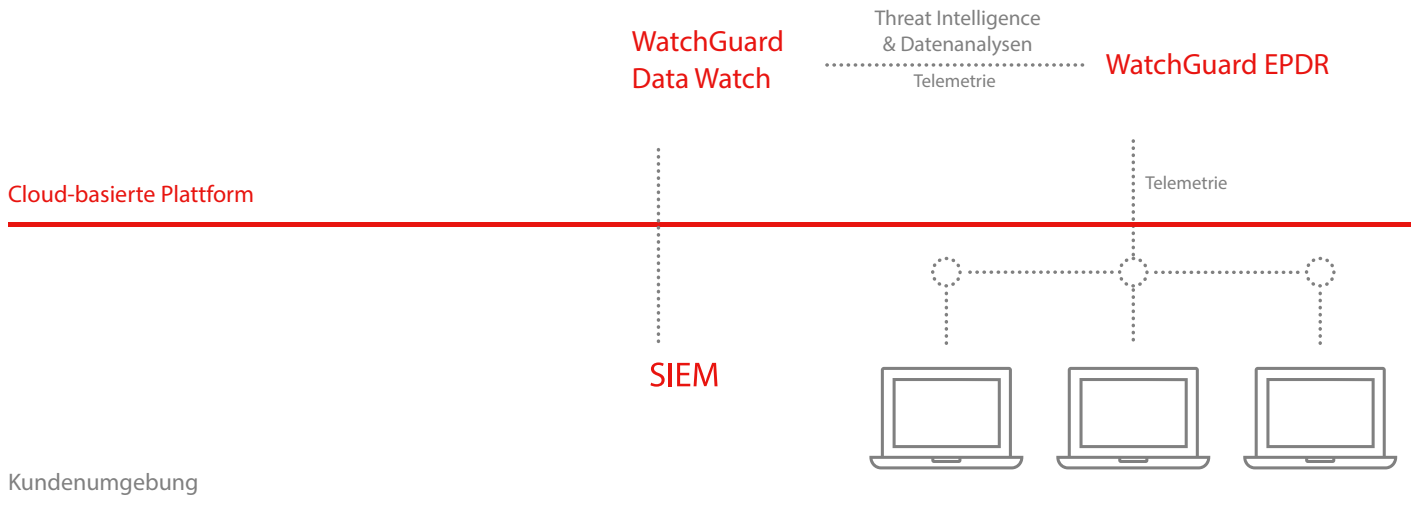 Threat Intelligence
& Datenanalysen
WatchGuard
Data Watch
WatchGuard EPDR
Telemetrie
Telemetrie
Cloud-basierte Plattform
SIEM
Kundenumgebung